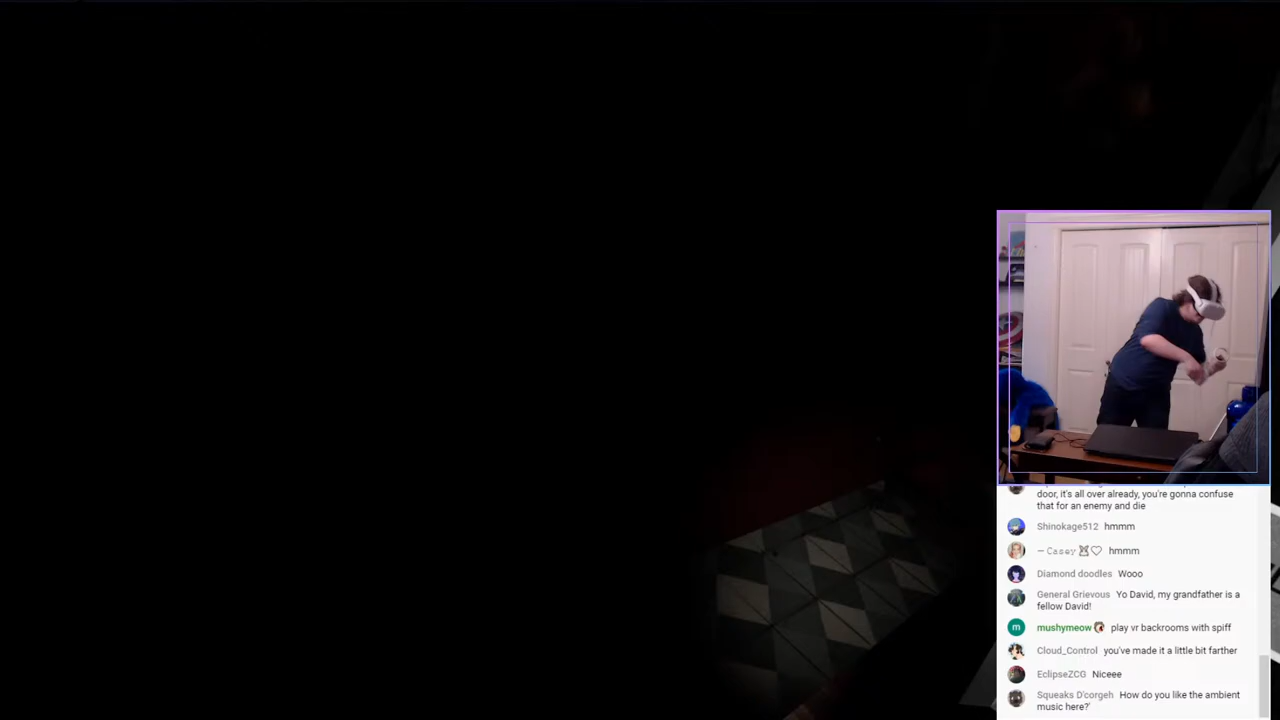 door, it's all over already, you're gonna confuse
that for an enemy and die
Shinokage512 hmmm
Casey hmmm
Diamond doodles Wooo
General Grievous Yo David, my grandfather is a
fellow David!
m mushymeow play vr backrooms with spiff
Cloud_Control you've made it a little bit farther
EclipseZCG Niceee
Squeaks D'corgeh How do you like the ambient
music here?'